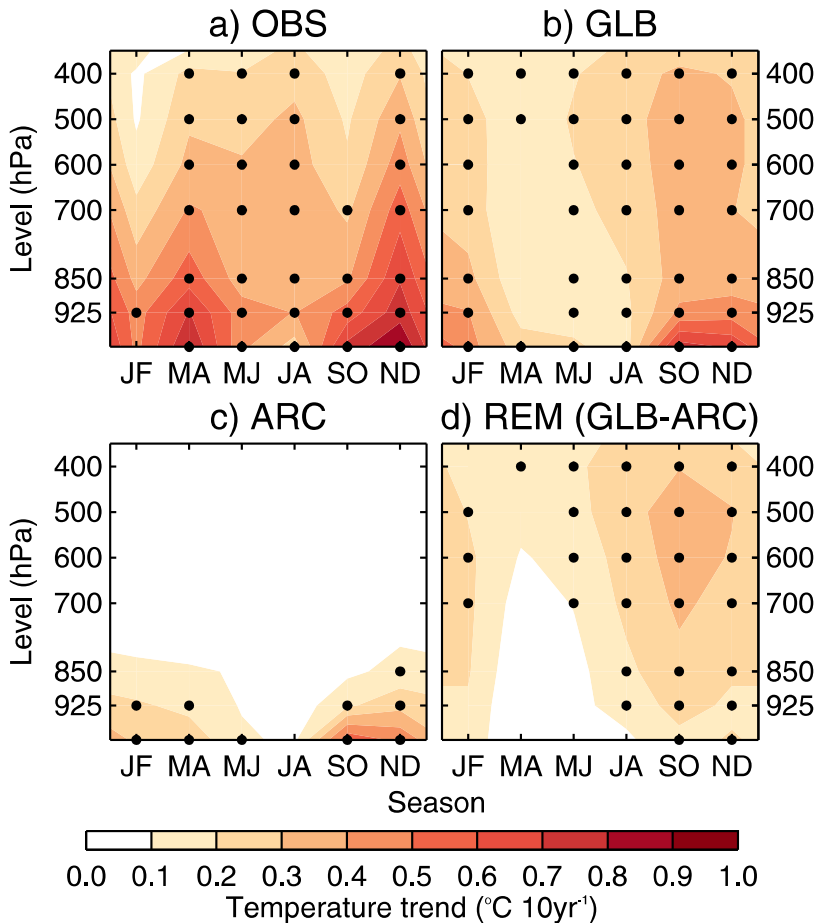 a) OBS
b) GLB
Level (hPa)
400
500
600
700
850
925
400
500
600
700
850
925
JF MA MJ JA SO ND
JF MA MJ JA SO ND
c) ARC
d) REM (GLB-ARC)
Level (hPa)
400
500
600
700
850
925
400
500
600
700
850
925
JF MA MJ JA SO ND
JF MA MJ JA SO ND
Season
0.0 0.1 0.2 0.3 0.4 0.5 0.6 0.7 0.8 0.9 1.0
Temperature trend (°C 10yr⁻¹)